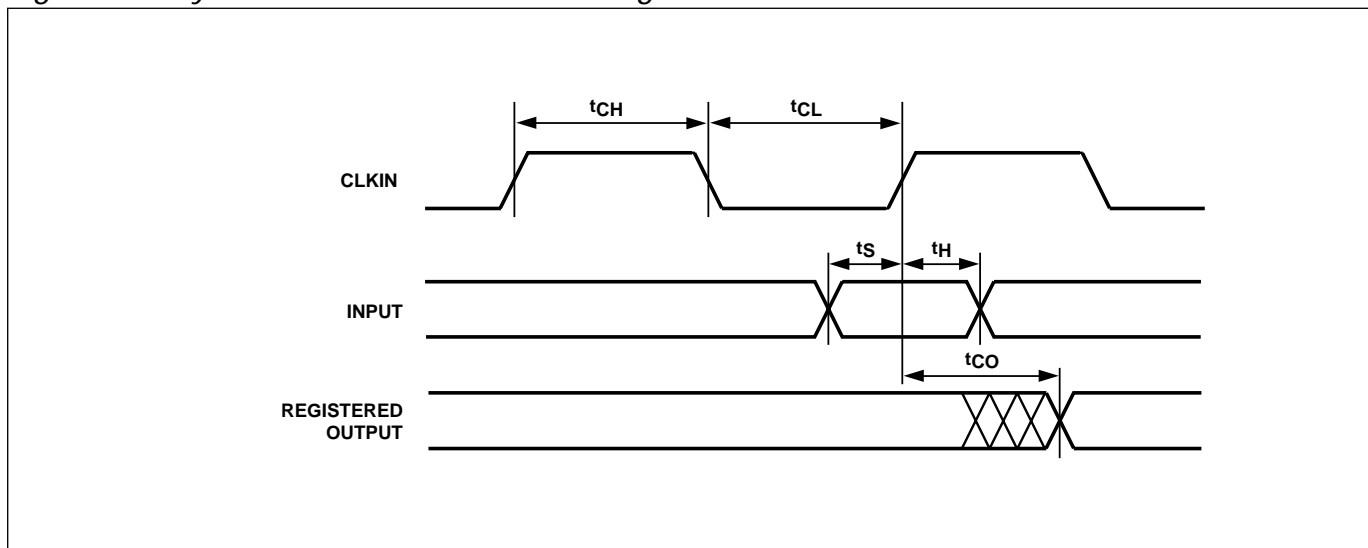 tCH
tCL
CLKIN
tS
tH
INPUT
tCO
REGISTERED
OUTPUT